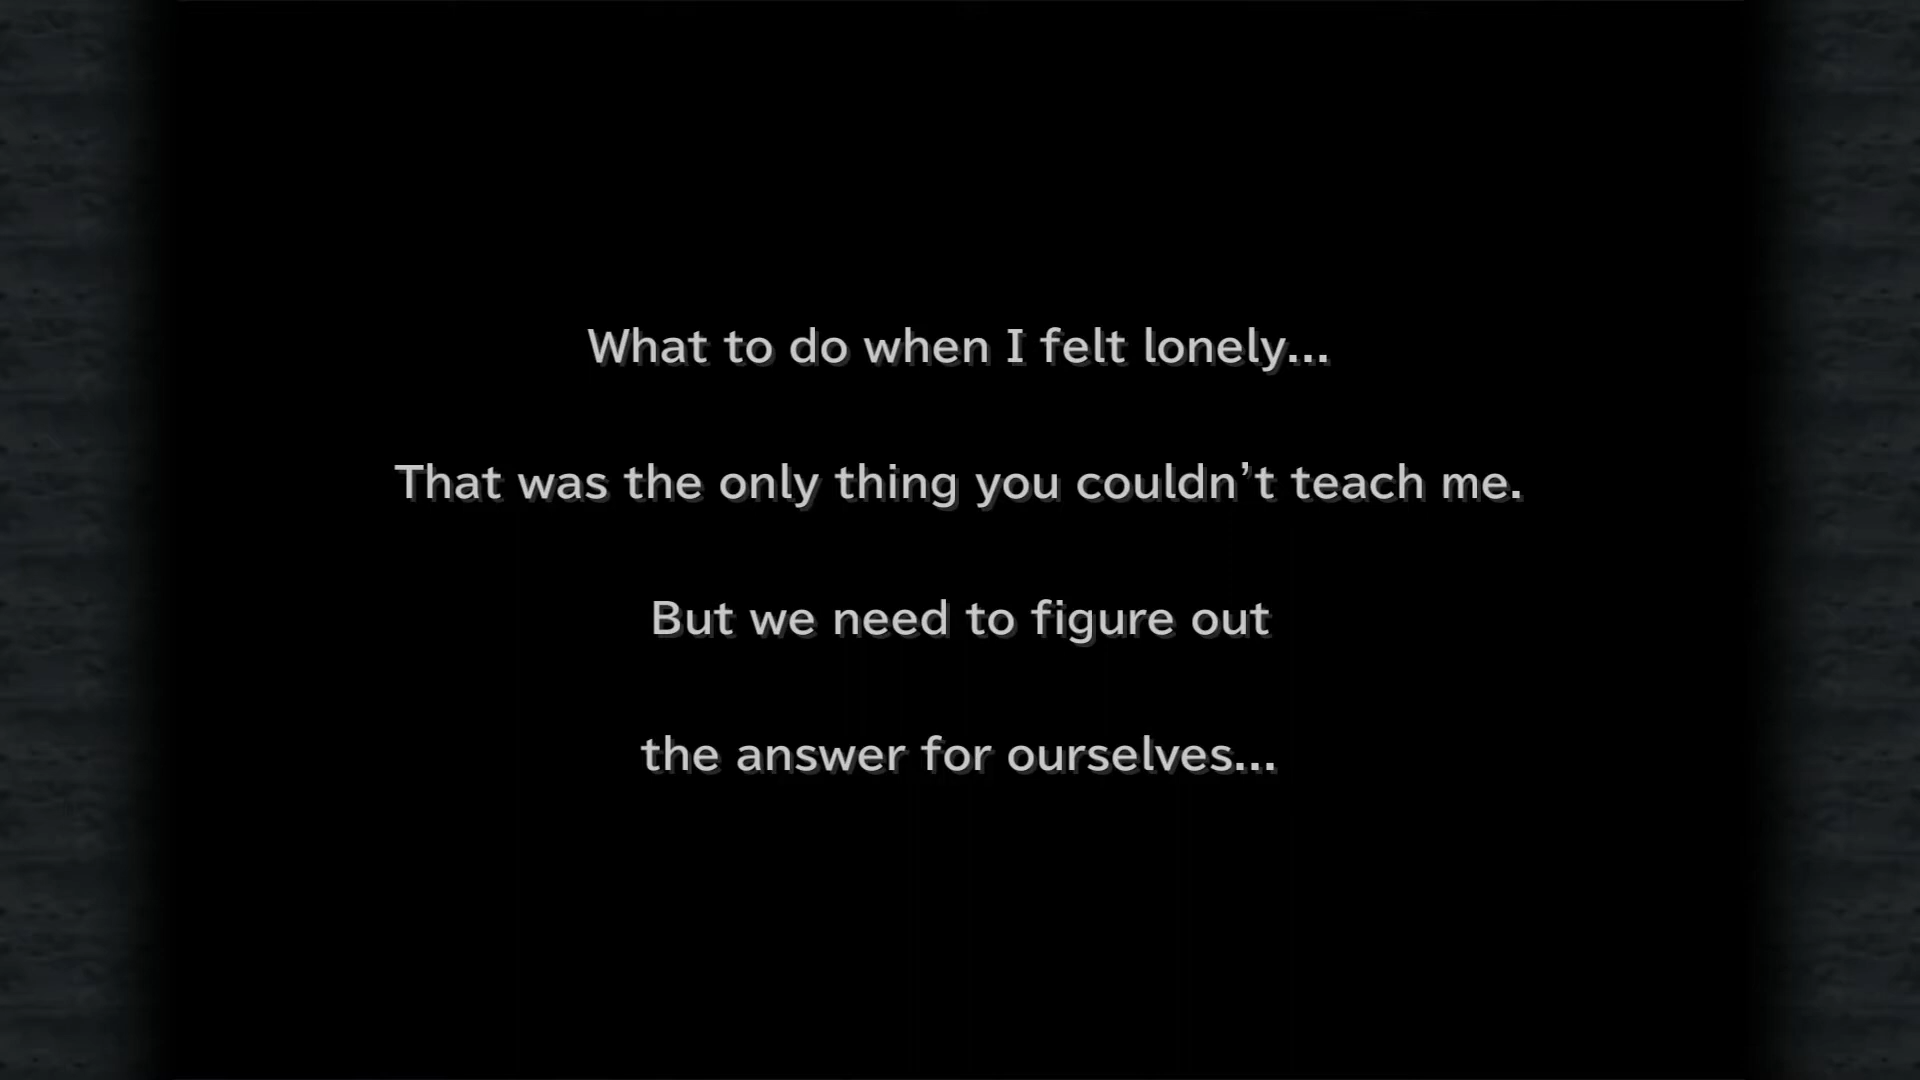 What to do when I felt lonely...
That was the only thing you couldn’t teach me.
But we need to figure out
the answer for ourselves...